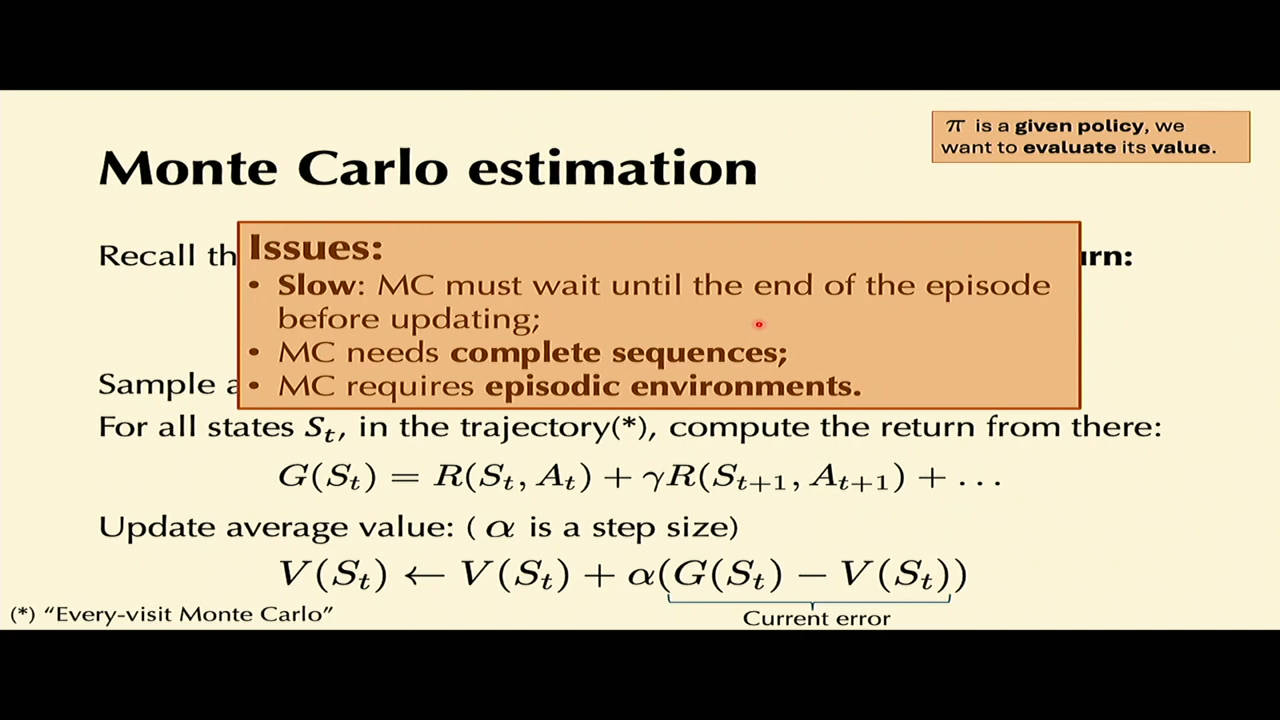 π is a given policy, we
want to evaluate its value.
Monte Carlo estimation
Recall th
urn:
Issues:
• Slow: MC must wait until the end of the episode
before updating;
• MC needs complete sequences;
• MC requires episodic environments.
Sample a
For all states Sₜ, in the trajectory(*), compute the return from there:
G(Sₜ) = R(Sₜ, Aₜ) + γR(Sₜ₊₁, Aₜ₊₁) + . . .
Update average value: ( α is a step size)
V(Sₜ) ← V(Sₜ) + α(G(Sₜ) − V(Sₜ))
Current error
(*) “Every-visit Monte Carlo”